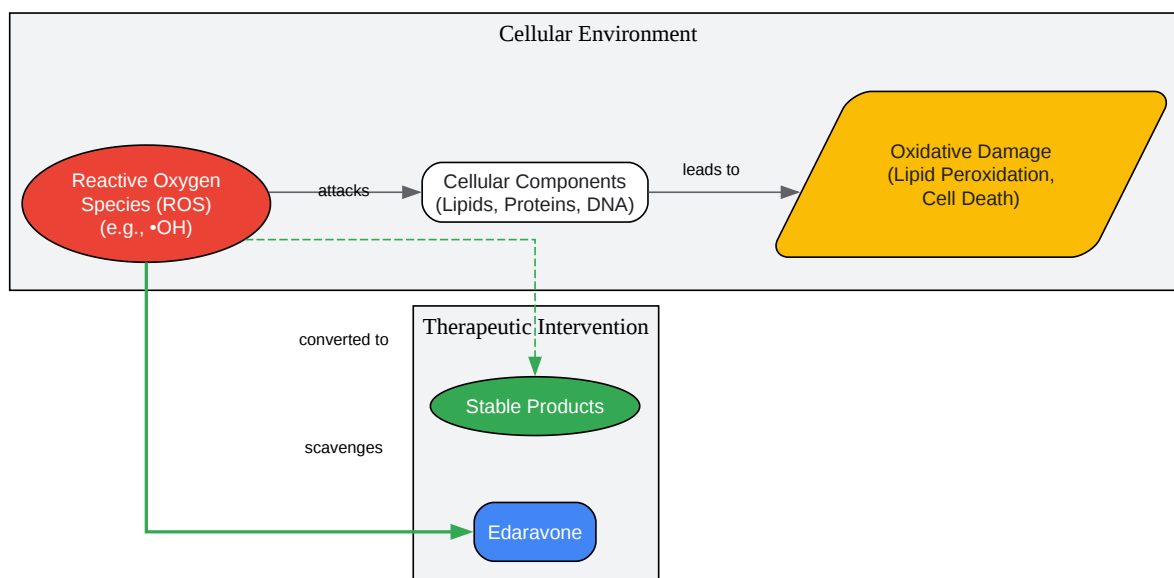 Cellular Environment
Reactive Oxygen
Species (ROS)
(e.g., •OH)
attacks
Cellular Components
(Lipids, Proteins, DNA)
leads to
Oxidative Damage
(Lipid Peroxidation,
Cell Death)
Therapeutic Intervention
converted to
Stable Products
scavenges
Edaravone